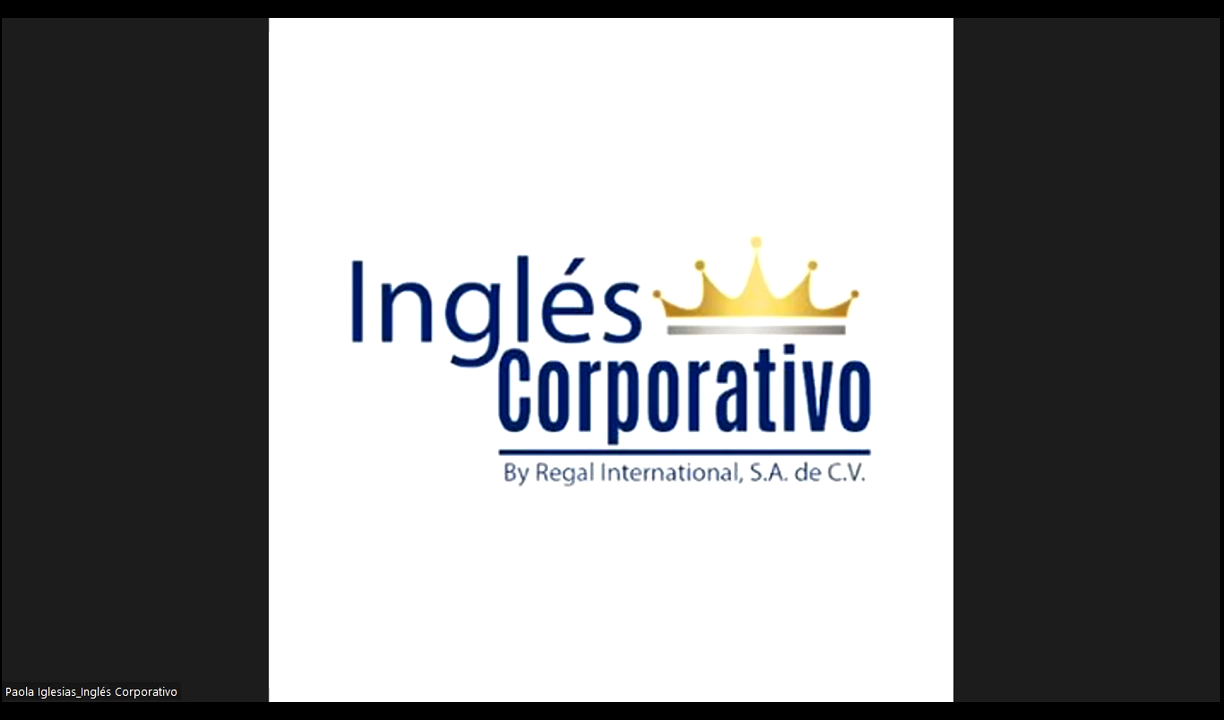 Inglés
Corporativo
By Regal International, S.A. de C.V.
Paola Iglesias_Inglés Corporativo